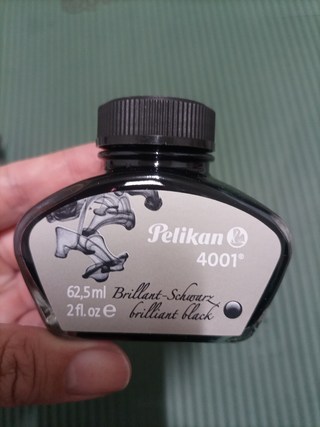 Pelikan
4001®
62,5 ml Brillant-Schwarz
2 fl. oz ℮ brilliant black